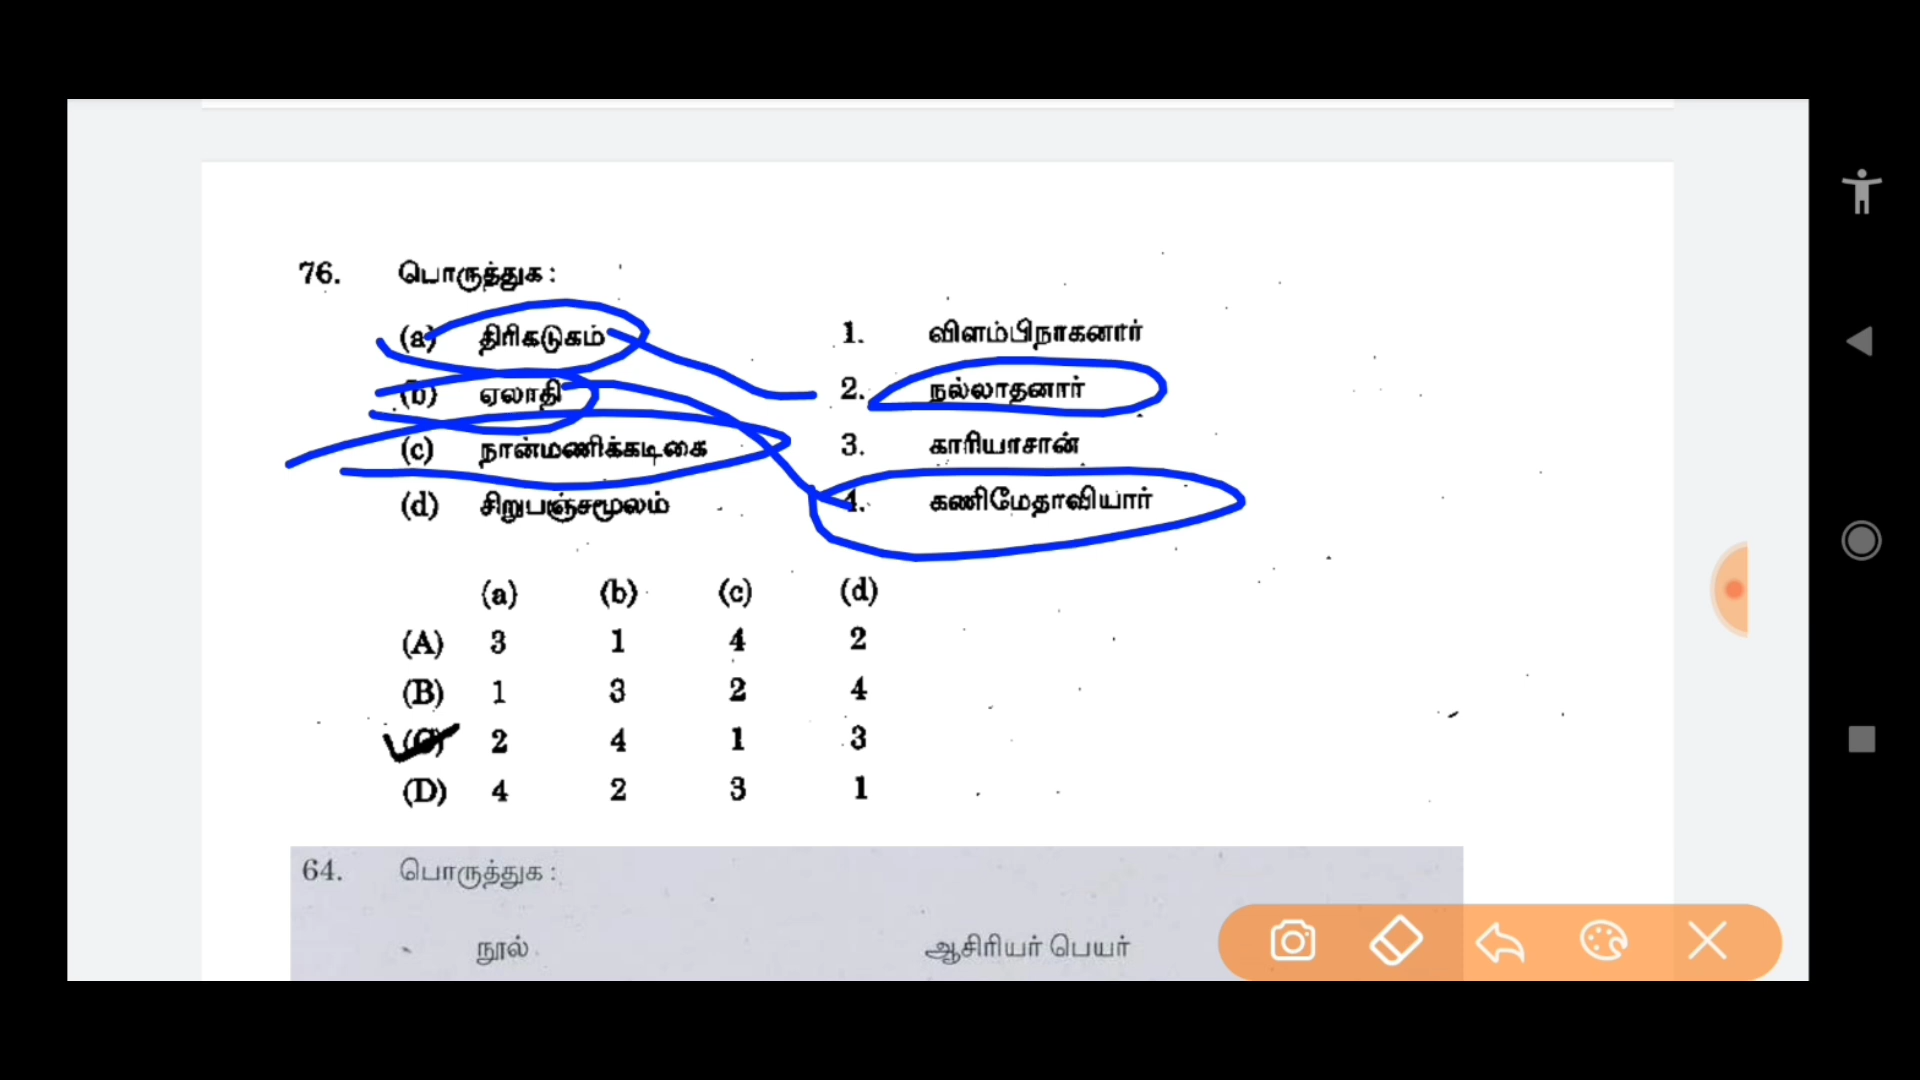 76. பொருத்துக :
(a) திரிகடுகம் 1. விளம்பிநாகனார்
(b) ஏலாதி 2. நல்லாதனார்
(c) நான்மணிக்கடிகை 3. காரியாசான்
(d) சிறுபஞ்சமூலம் 4. கணிமேதாவியார்
(a) (b) (c) (d)
(A) 3 1 4 2
(B) 1 3 2 4
(C) 2 4 1 3
(D) 4 2 3 1
64. பொருத்துக :
நூல் ஆசிரியர் பெயர்